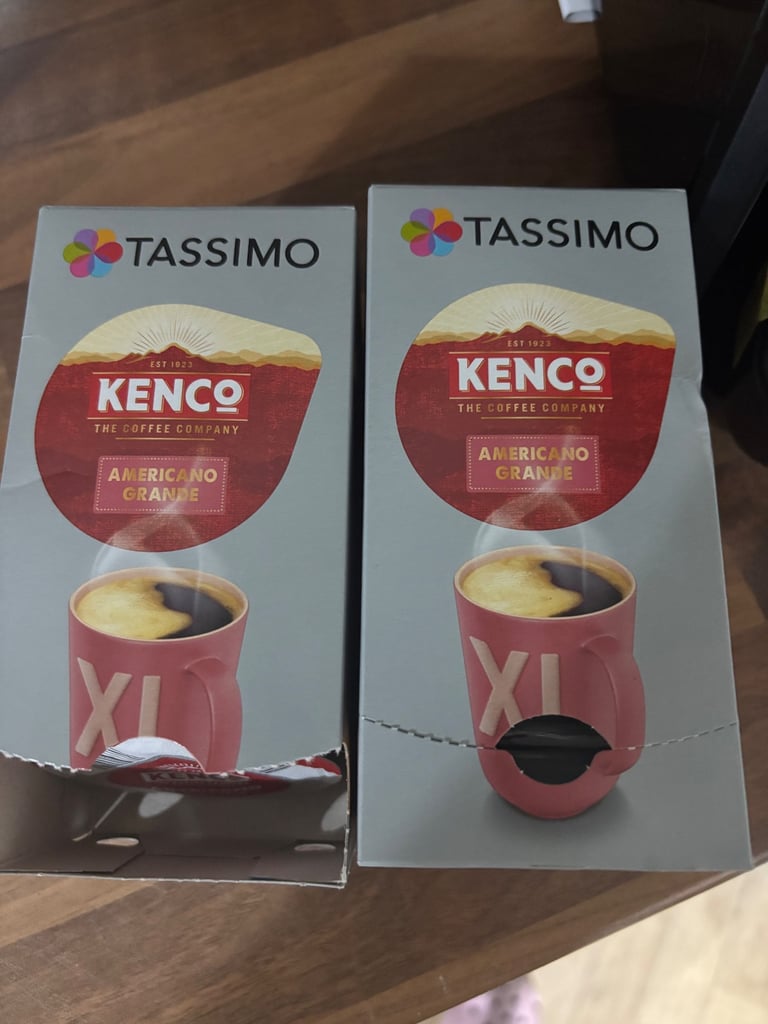 TASSIMO
EST 1923
KENCO
THE COFFEE COMPANY
AMERICANO
GRANDE
XL
KENCO
TASSIMO
EST 1923
KENCO
THE COFFEE COMPANY
AMERICANO
GRANDE
XL